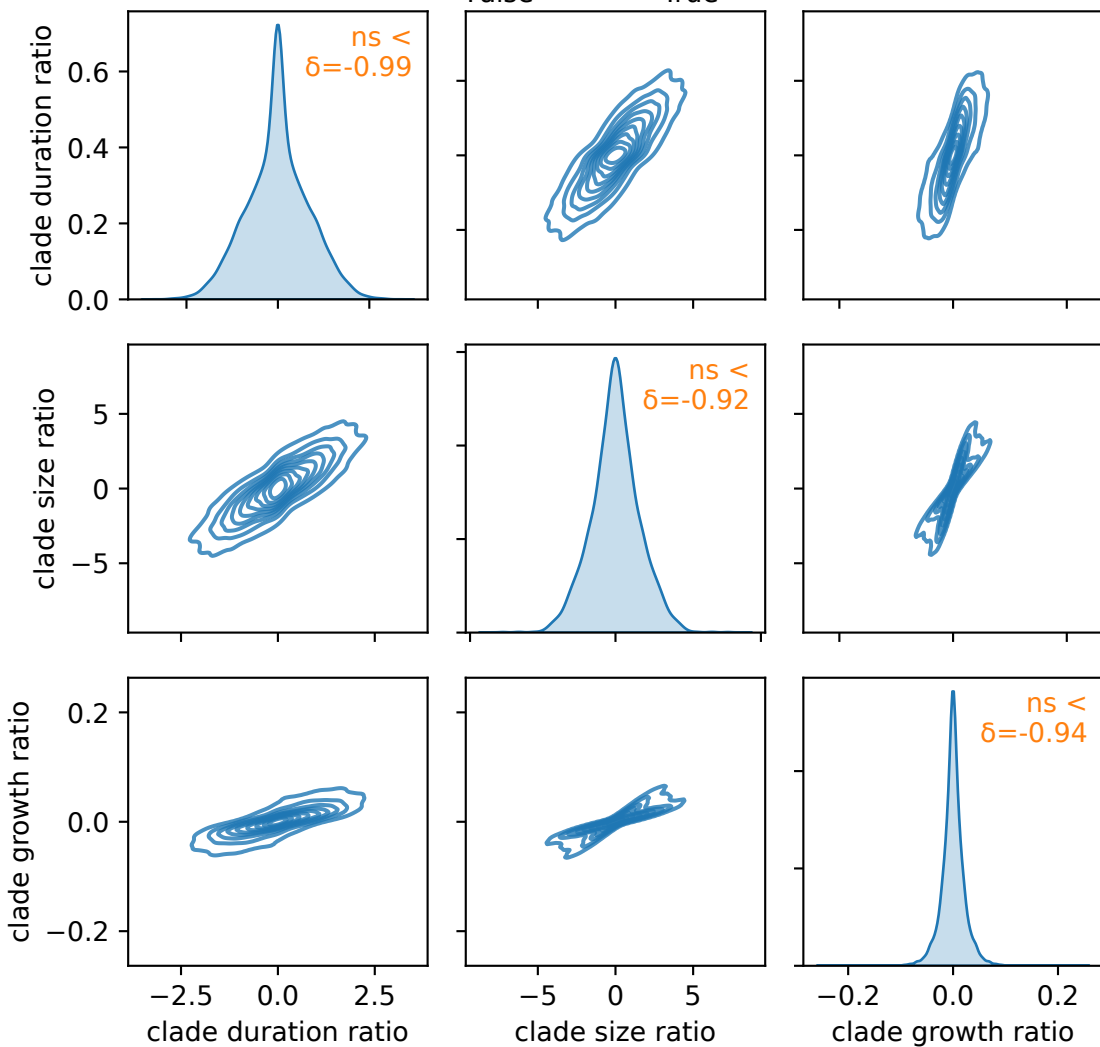 clade duration ratio
0.6
0.4
0.2
0.0
ns <
δ=-0.99
clade size ratio
5
0
−5
ns <
δ=-0.92
clade growth ratio
0.2
0.0
−0.2
ns <
δ=-0.94
−2.5 0.0 2.5
clade duration ratio
−5 0 5
clade size ratio
−0.2 0.0 0.2
clade growth ratio